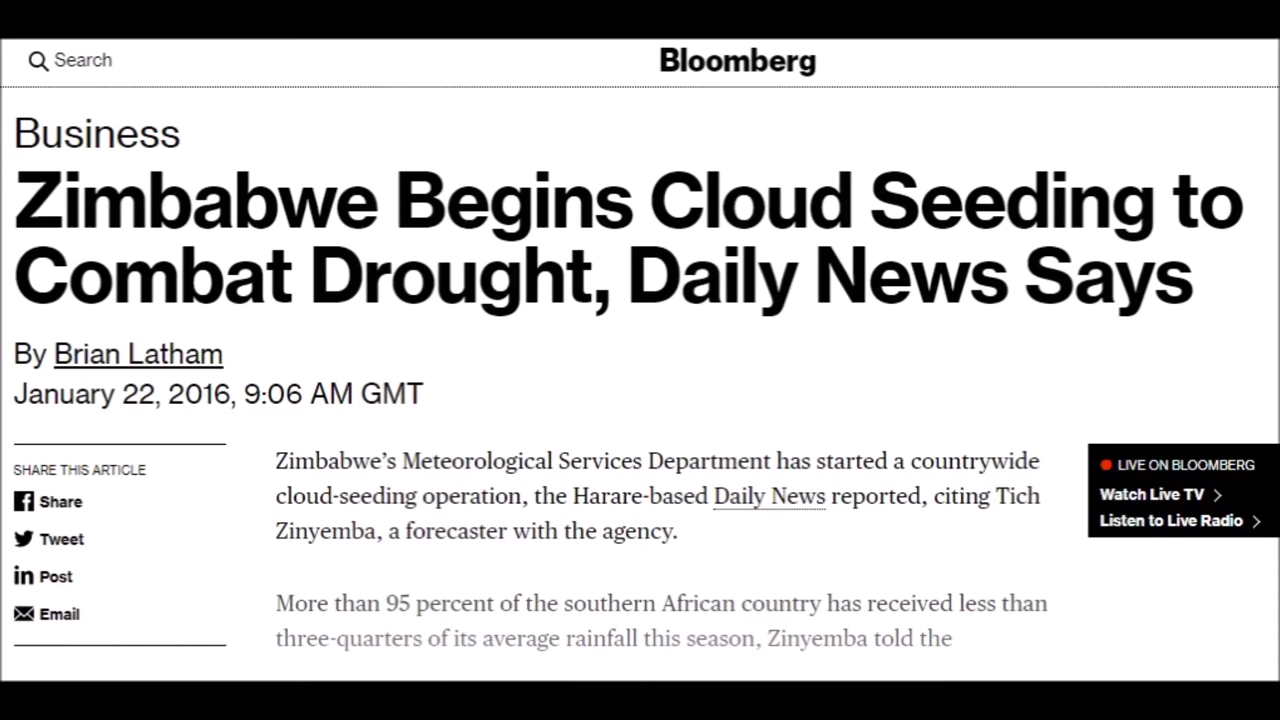 Search
Bloomberg
Business
Zimbabwe Begins Cloud Seeding to
Combat Drought, Daily News Says
By Brian Latham
January 22, 2016, 9:06 AM GMT
SHARE THIS ARTICLE
Share
Tweet
Post
Email
Zimbabwe’s Meteorological Services Department has started a countrywide
cloud-seeding operation, the Harare-based Daily News reported, citing Tich
Zinyemba, a forecaster with the agency.
More than 95 percent of the southern African country has received less than
three-quarters of its average rainfall this season, Zinyemba told the
LIVE ON BLOOMBERG
Watch Live TV
Listen to Live Radio